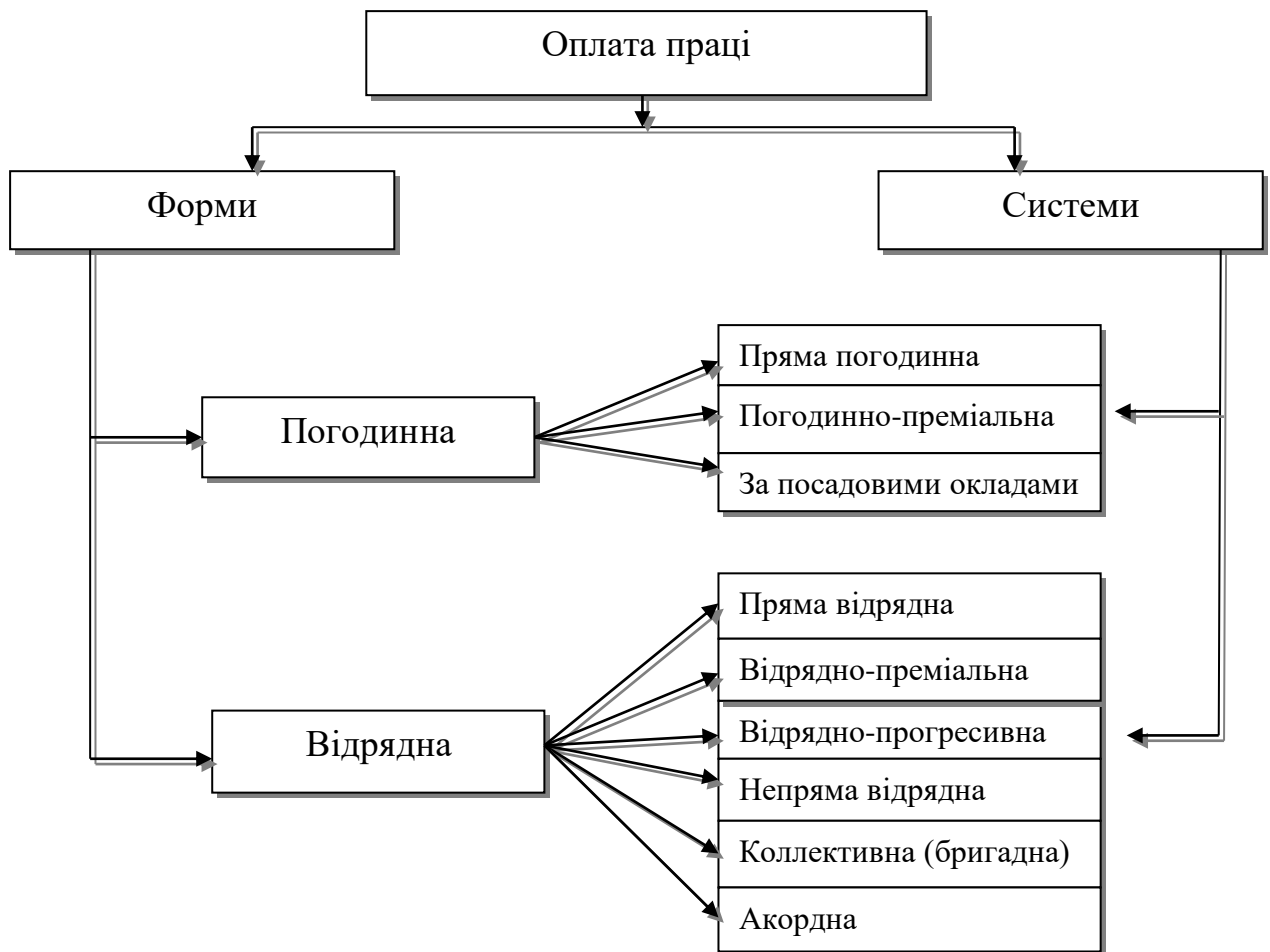 Оплата праці
Форми
Системи
Погодинна
Пряма погодинна
Погодинно-преміальна
За посадовими окладами
Відрядна
Пряма відрядна
Відрядно-преміальна
Відрядно-прогресивна
Непряма відрядна
Коллективна (бригадна)
Акордна